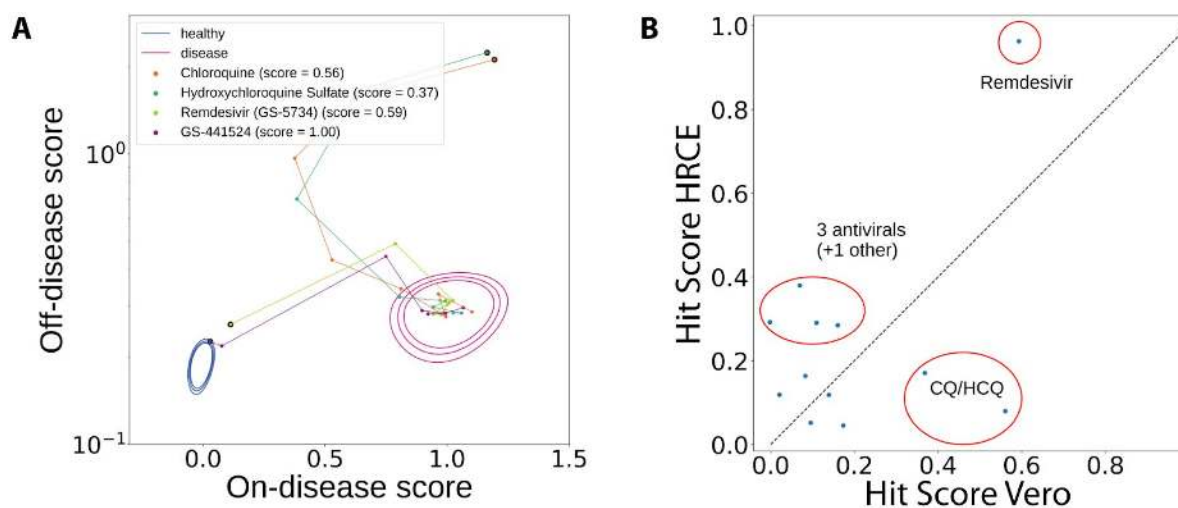 A
healthy
disease
Chloroquine (score = 0.56)
Hydroxychloroquine Sulfate (score = 0.37)
Remdesivir (GS-5734) (score = 0.59)
GS-441524 (score = 1.00)
Off-disease score
10⁰
10⁻¹
0.0 0.5 1.0 1.5
On-disease score
B
Hit Score HRCE
1.0
0.8
0.6
0.4
0.2
0.0
Remdesivir
3 antivirals
(+1 other)
CQ/HCQ
0.0 0.2 0.4 0.6 0.8
Hit Score Vero